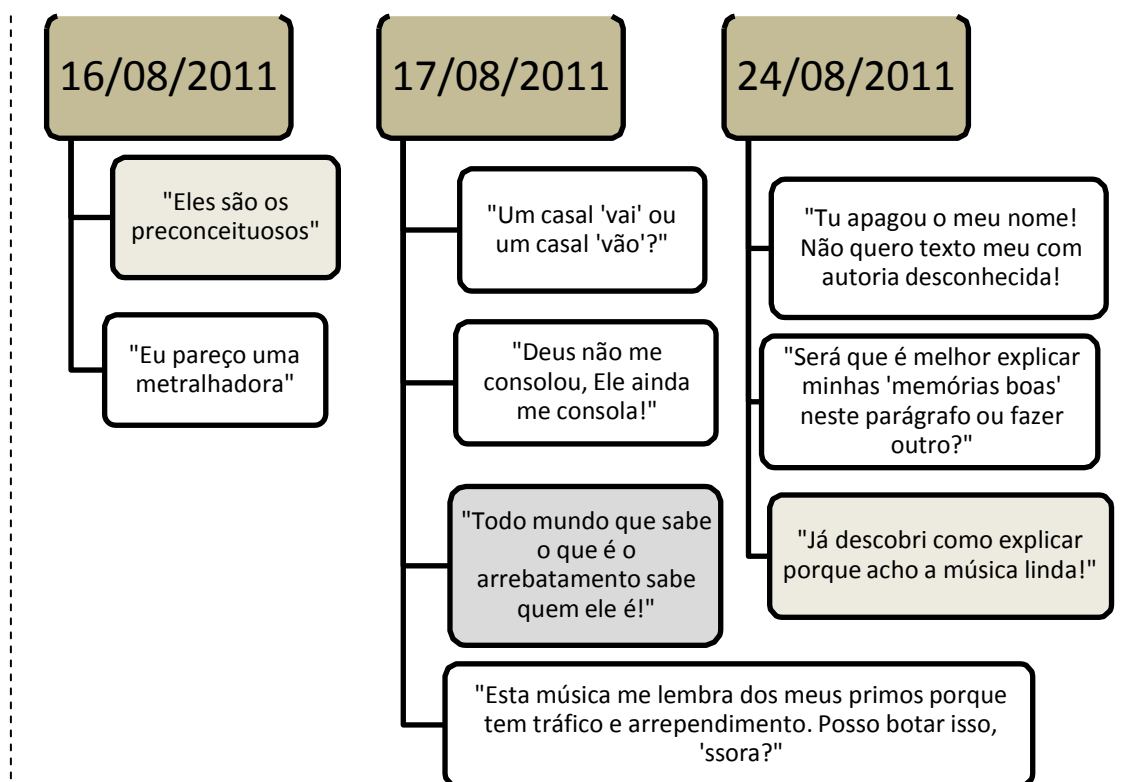 16/08/2011
"Eles são os
preconceituosos"
"Eu pareço uma
metralhadora"
17/08/2011
"Um casal 'vai' ou
um casal 'vão'?"
"Deus não me
consolou, Ele ainda
me consola!"
"Todo mundo que sabe
o que é o
arrebatamento sabe
quem ele é!"
"Esta música me lembra dos meus primos porque
tem tráfico e arrependimento. Posso botar isso,
'ssora?"
24/08/2011
"Tu apagou o meu nome!
Não quero texto meu com
autoria desconhecida!
"Será que é melhor explicar
minhas 'memórias boas'
neste parágrafo ou fazer
outro?"
"Já descobri como explicar
porque acho a música linda!"